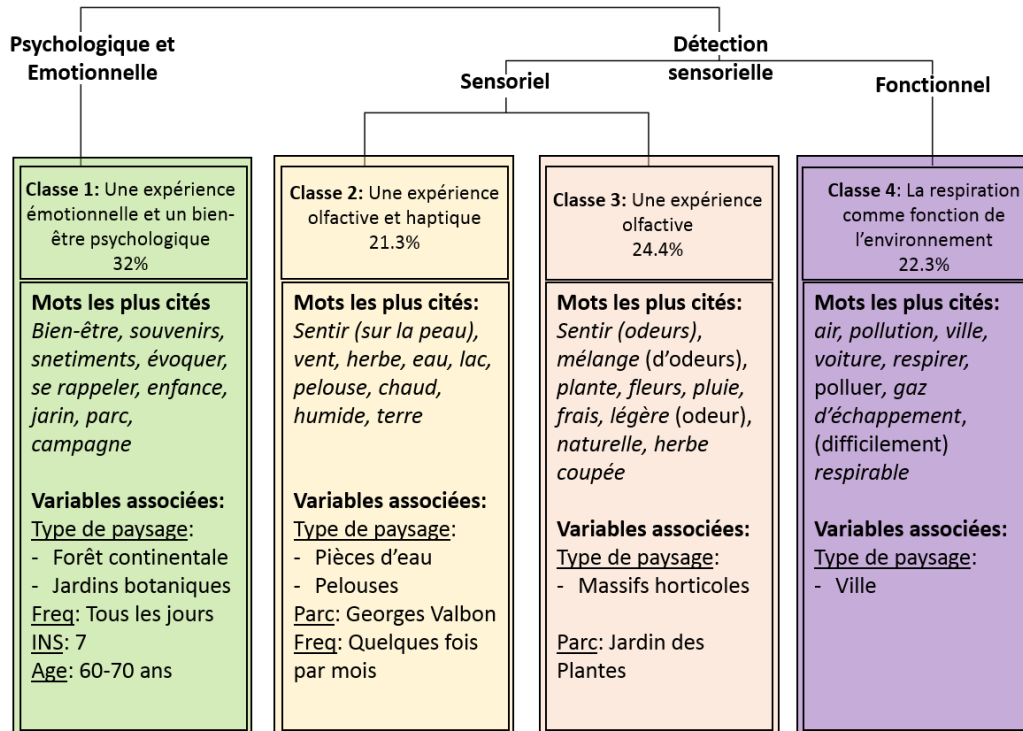 Psychologique et
Emotionnelle
Détection
sensorielle
Sensoriel
Fonctionnel
Classe 1: Une expérience
émotionnelle et un bien-
être psychologique
32%
Mots les plus cités
Bien-être, souvenirs,
snetiments, évoquer,
se rappeler, enfance,
jarin, parc,
campagne
Variables associées:
Type de paysage:
- Forêt continentale
- Jardins botaniques
Freq: Tous les jours
INS: 7
Age: 60-70 ans
Classe 2: Une expérience
olfactive et haptique
21.3%
Mots les plus cités:
Sentir (sur la peau),
vent, herbe, eau, lac,
pelouse, chaud,
humide, terre
Variables associées:
Type de paysage:
- Pièces d'eau
- Pelouses
Parc: Georges Valbon
Freq: Quelques fois
par mois
Classe 3: Une expérience
olfactive
24.4%
Mots les plus cités:
Sentir (odeurs),
mélange (d'odeurs),
plante, fleurs, pluie,
frais, légère (odeur),
naturelle, herbe
coupée
Variables associées:
Type de paysage:
- Massifs horticoles
Parc: Jardin des
Plantes
Classe 4: La respiration
comme fonction de
l'environnement
22.3%
Mots les plus cités:
air, pollution, ville,
voiture, respirer,
polluer, gaz
d'échappement,
(difficilement)
respirable
Variables associées:
Type de paysage:
- Ville